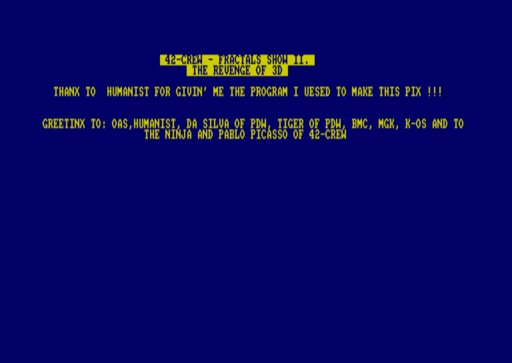 42-CREW - FRACTALS SHOW II.
THE REVENGE OF 3D
THANX TO  HUMANIST FOR GIVIN' ME THE PROGRAM I UESED TO MAKE THIS PIX !!!
GREETINX TO: OAS,HUMANIST, DA SILVA OF PDW, TIGER OF PDW, BMC, MGK, K-OS AND TO
THE NINJA AND PABLO PICASSO OF 42-CREW